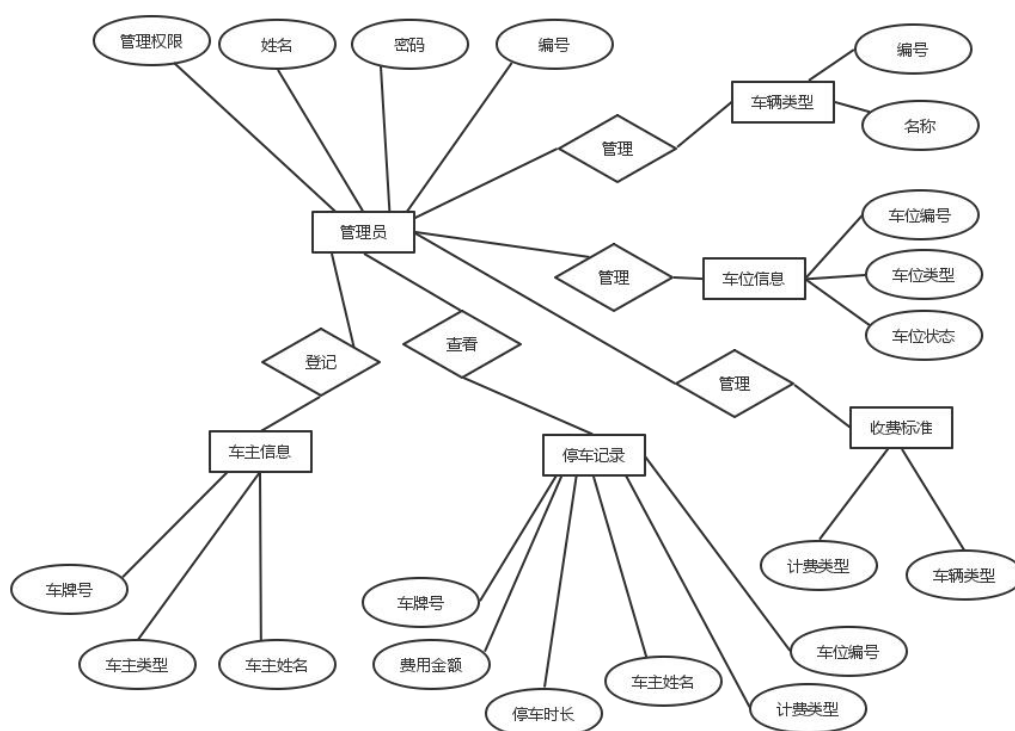 管理权限
姓名
密码
编号
编号
车辆类型
名称
管理
管理员
车位编号
管理
车位信息
车位类型
车位状态
登记
查看
管理
收费标准
车主信息
停车记录
计费类型
车辆类型
车牌号
车牌号
车主类型
车主姓名
费用金额
车主姓名
车位编号
停车时长
计费类型